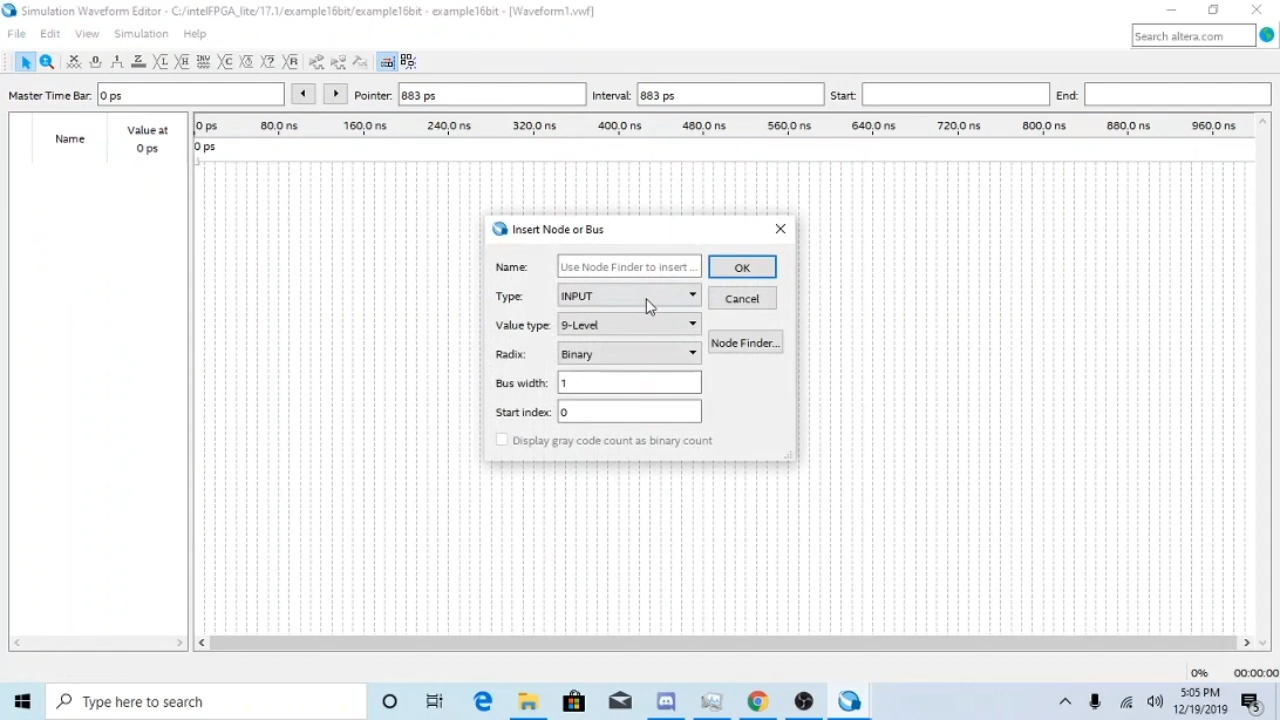 Simulation Waveform Editor - C:/intelFPGA_lite/17.1/example16bit/example16bit - example16bit - [Waveform1.vwf]
File Edit View Simulation Help
Search altera.com
Master Time Bar: 0 ps Pointer: 883 ps Interval: 883 ps Start: End:
Name
Value at
0 ps
0 ps 80.0 ns 160.0 ns 240.0 ns 320.0 ns 400.0 ns 480.0 ns 560.0 ns 640.0 ns 720.0 ns 800.0 ns 880.0 ns 960.0 ns
0 ps
Insert Node or Bus
Name: Use Node Finder to insert ... OK
Type: INPUT Cancel
Value type: 9-Level
Node Finder...
Radix: Binary
Bus width: 1
Start index: 0
Display gray code count as binary count
0% 00:00:00
Type here to search
5:05 PM
12/19/2019
5